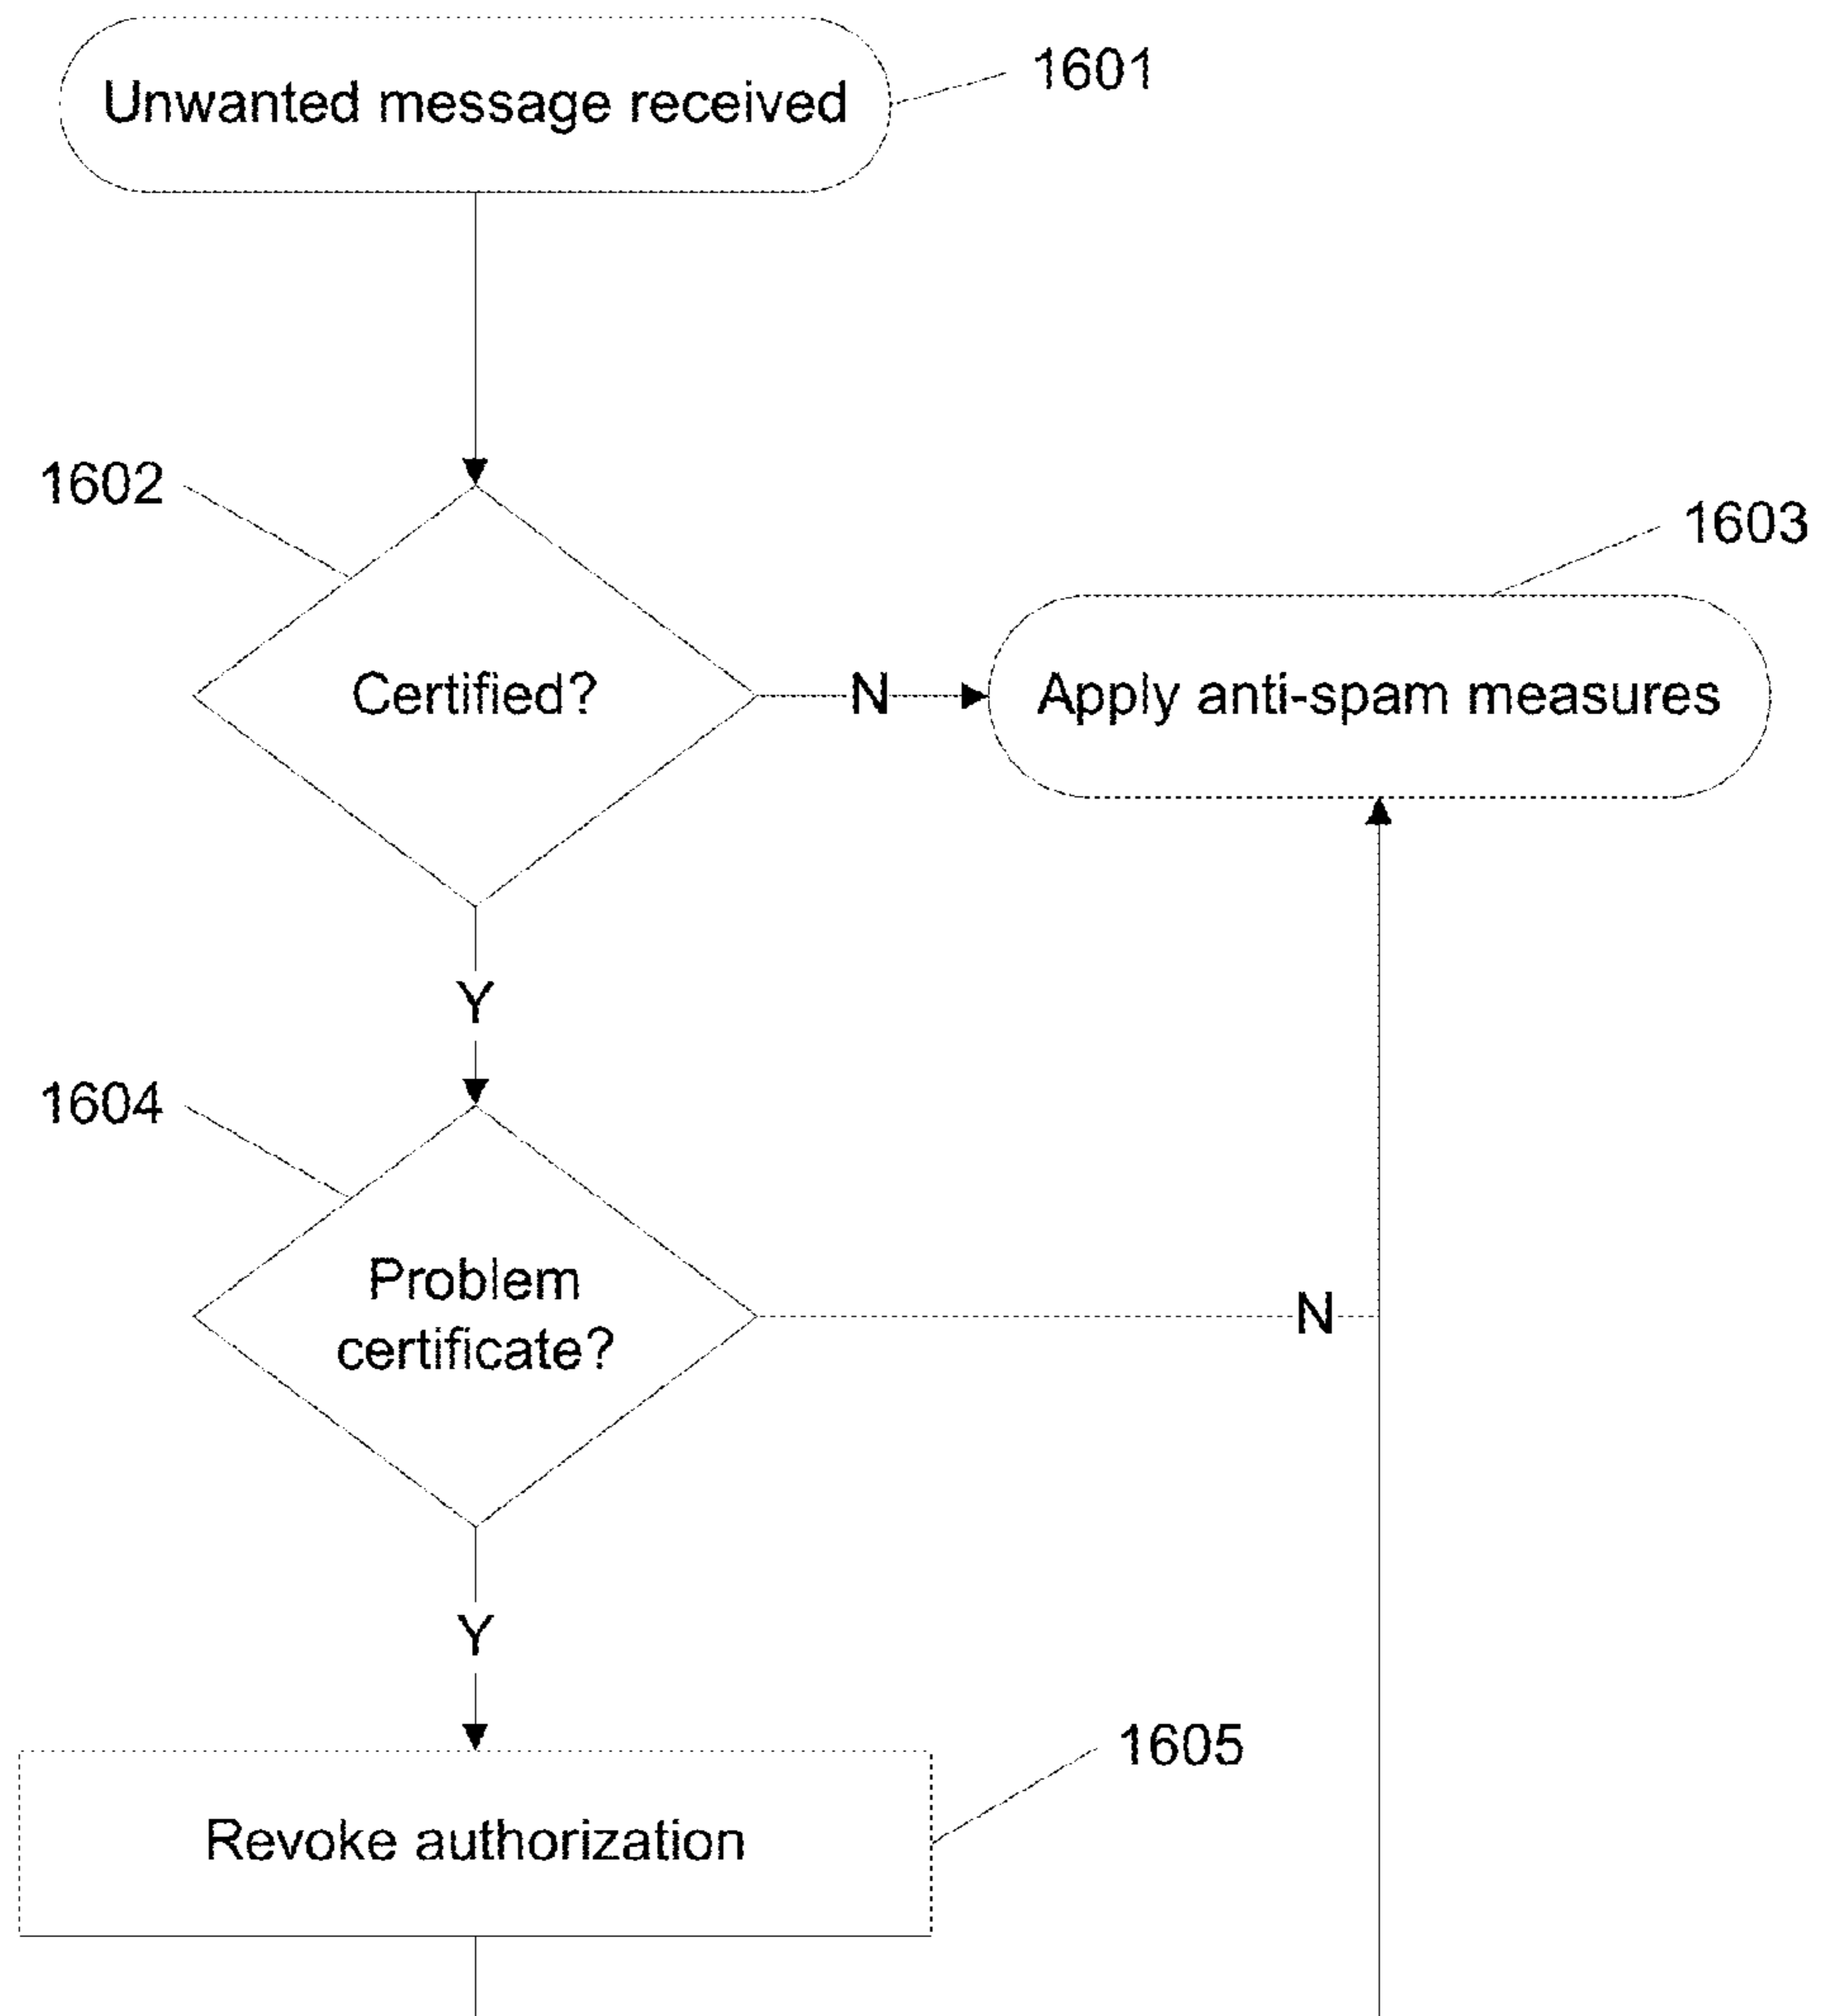 Unwanted message received
1601
1602
1603
Certified?
N
Apply anti-spam measures
Y
1604
Problem
certificate?
N
Y
1605
Revoke authorization